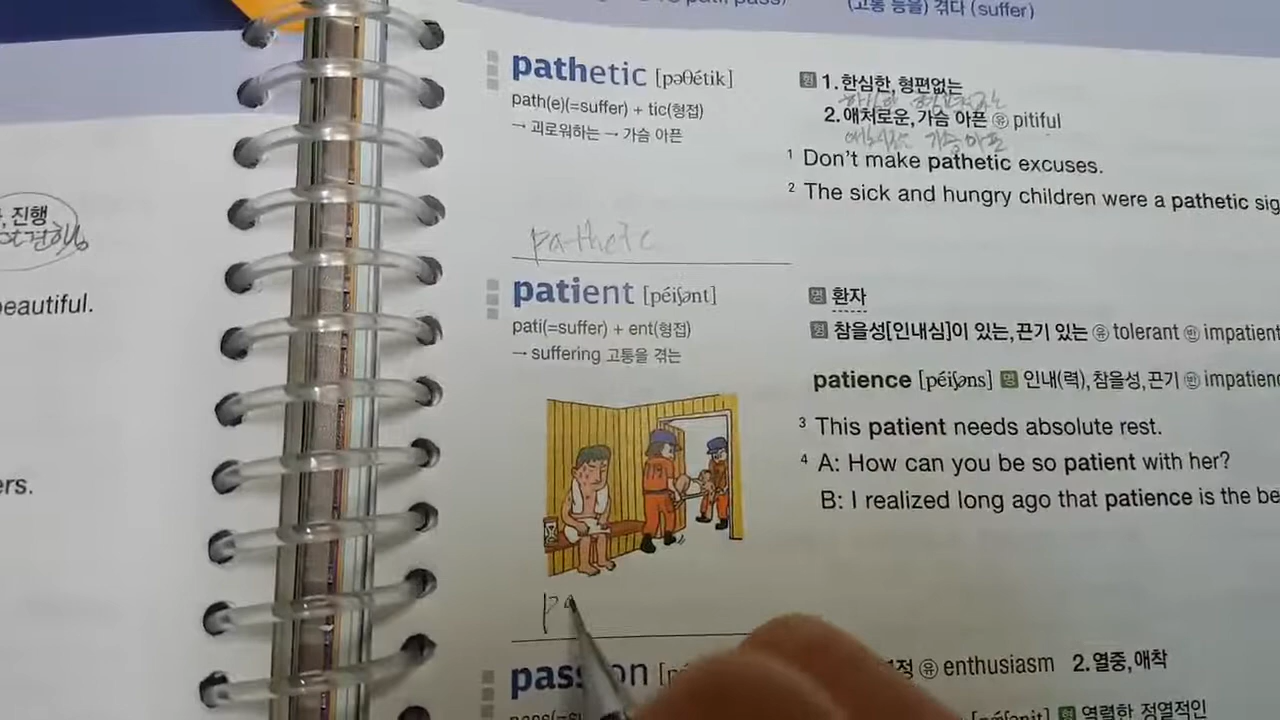 (고통 등을) 겪다 (suffer)
진행
eautiful.
ers.
pathetic [pəθétik]
path(e)(=suffer) + tic(형접)
→ 괴로워하는 → 가슴 아픈
형 1. 한심한, 형편없는
2. 애처로운, 가슴 아픈 유 pitiful
가슴 아픈
1 Don't make pathetic excuses.
2 The sick and hungry children were a pathetic sig
pathetic
patient [péiʃənt]
pati(=suffer) + ent(형접)
→ suffering 고통을 겪는
명 환자
형 참을성[인내심]이 있는, 끈기 있는 유 tolerant 반 impatient
patience [péiʃəns] 명 인내(력), 참을성, 끈기 반 impatienc
3 This patient needs absolute rest.
4 A: How can you be so patient with her?
B: I realized long ago that patience is the be
pa
enthusiasm 2. 열중, 애착
형 열렬한, 정열적인